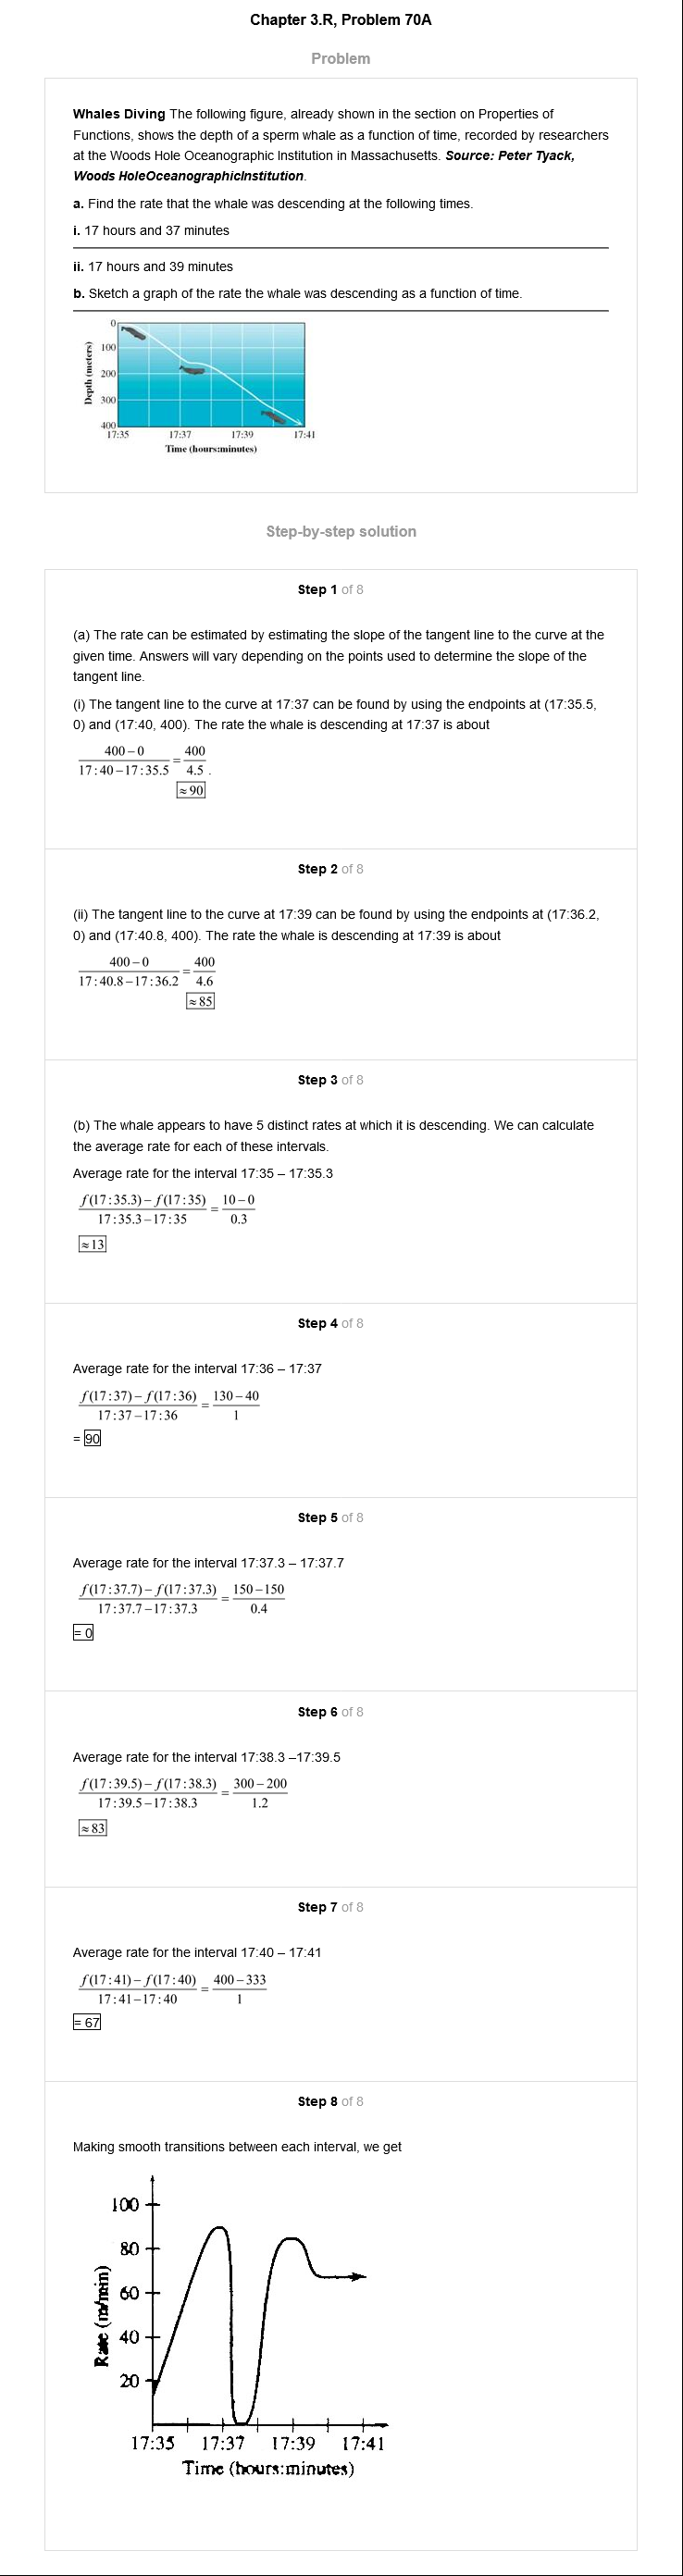 Chapter 3.R, Problem 70A
Problem
Whales Diving The following figure, already shown in the section on Properties of
Functions, shows the depth of a sperm whale as a function of time, recorded by researchers
at the Woods Hole Oceanographic Institution in Massachusetts. Source: Peter Tyack,
Woods HoleOceanographicInstitution.
a. Find the rate that the whale was descending at the following times.
i. 17 hours and 37 minutes
ii. 17 hours and 39 minutes
b. Sketch a graph of the rate the whale was descending as a function of time.
Depth (meters)
0
100
200
300
400
17:35 17:37 17:39 17:41
Time (hours:minutes)
Step-by-step solution
Step 1 of 8
(a) The rate can be estimated by estimating the slope of the tangent line to the curve at the
given time. Answers will vary depending on the points used to determine the slope of the
tangent line.
(i) The tangent line to the curve at 17:37 can be found by using the endpoints at (17:35.5,
0) and (17:40, 400). The rate the whale is descending at 17:37 is about
400 – 0 400
17 : 40 – 17 : 35.5 = 4.5 .
≈ 90
Step 2 of 8
(ii) The tangent line to the curve at 17:39 can be found by using the endpoints at (17:36.2,
0) and (17:40.8, 400). The rate the whale is descending at 17:39 is about
400 – 0 400
17 : 40.8 – 17 : 36.2 = 4.6
≈ 85
Step 3 of 8
(b) The whale appears to have 5 distinct rates at which it is descending. We can calculate
the average rate for each of these intervals.
Average rate for the interval 17:35 – 17:35.3
f(17 : 35.3) – f(17 : 35) 10 – 0
17 : 35.3 – 17 : 35 = 0.3
≈ 13
Step 4 of 8
Average rate for the interval 17:36 – 17:37
f(17 : 37) – f(17 : 36) 130 – 40
17 : 37 – 17 : 36 = 1
= 90
Step 5 of 8
Average rate for the interval 17:37.3 – 17:37.7
f(17 : 37.7) – f(17 : 37.3) 150 – 150
17 : 37.7 – 17 : 37.3 = 0.4
= 0
Step 6 of 8
Average rate for the interval 17:38.3 –17:39.5
f(17 : 39.5) – f(17 : 38.3) 300 – 200
17 : 39.5 – 17 : 38.3 = 1.2
≈ 83
Step 7 of 8
Average rate for the interval 17:40 – 17:41
f(17 : 41) – f(17 : 40) 400 – 333
17 : 41 – 17 : 40 = 1
= 67
Step 8 of 8
Making smooth transitions between each interval, we get
Rate (m/min)
100
80
60
40
20
17:35 17:37 17:39 17:41
Time (hours:minutes)